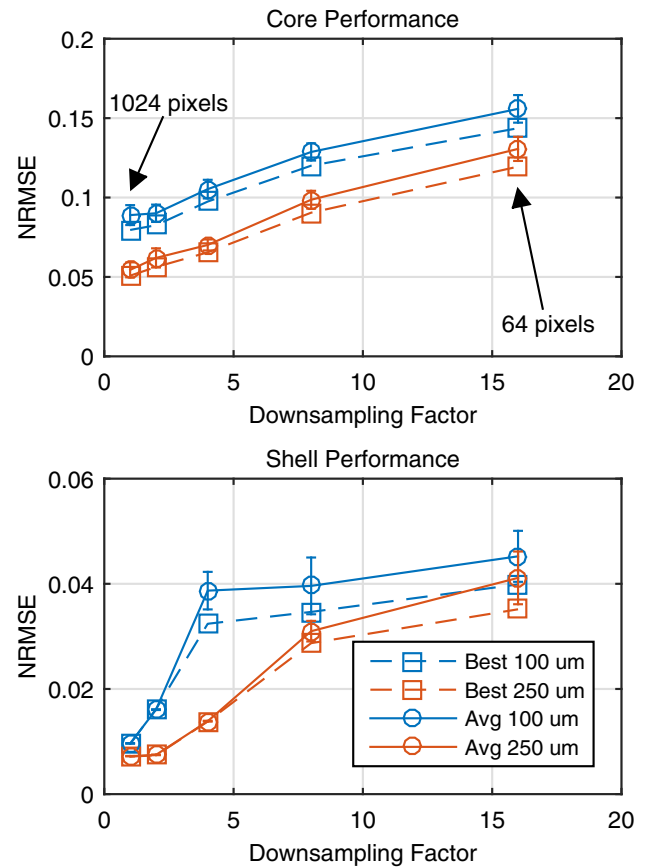 Core Performance
0.2
0.15
0.1
0.05
0
NRMSE
1024 pixels
64 pixels
0 5 10 15 20
Downsampling Factor
Shell Performance
0.06
0.04
0.02
0
NRMSE
Best 100 um
Best 250 um
Avg 100 um
Avg 250 um
0 5 10 15 20
Downsampling Factor